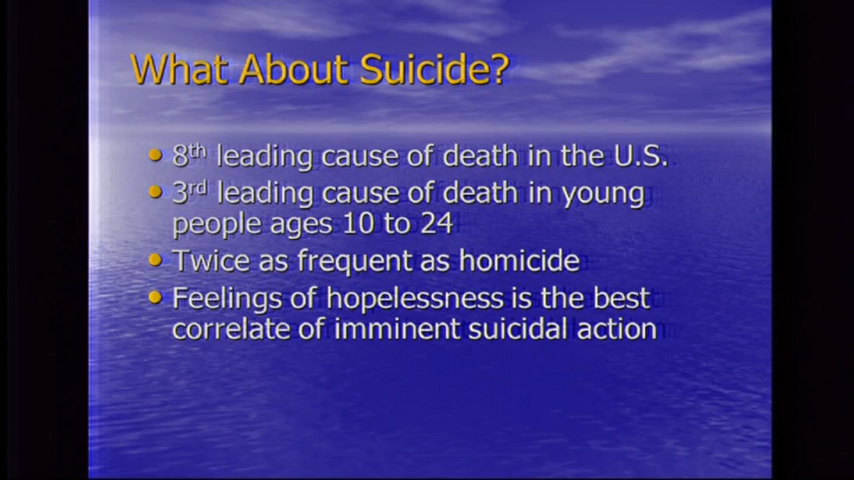 What About Suicide?
8th leading cause of death in the U.S.
3rd leading cause of death in young
people ages 10 to 24
Twice as frequent as homicide
Feelings of hopelessness is the best
correlate of imminent suicidal action